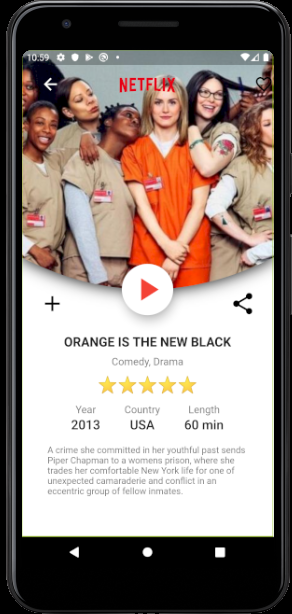 10:59
NETFLIX
ORANGE IS THE NEW BLACK
Comedy, Drama
Year Country Length
2013 USA 60 min
A crime she committed in her youthful past sends
Piper Chapman to a womens prison, where she
trades her comfortable New York life for one of
unexpected camaraderie and conflict in an
eccentric group of fellow inmates.